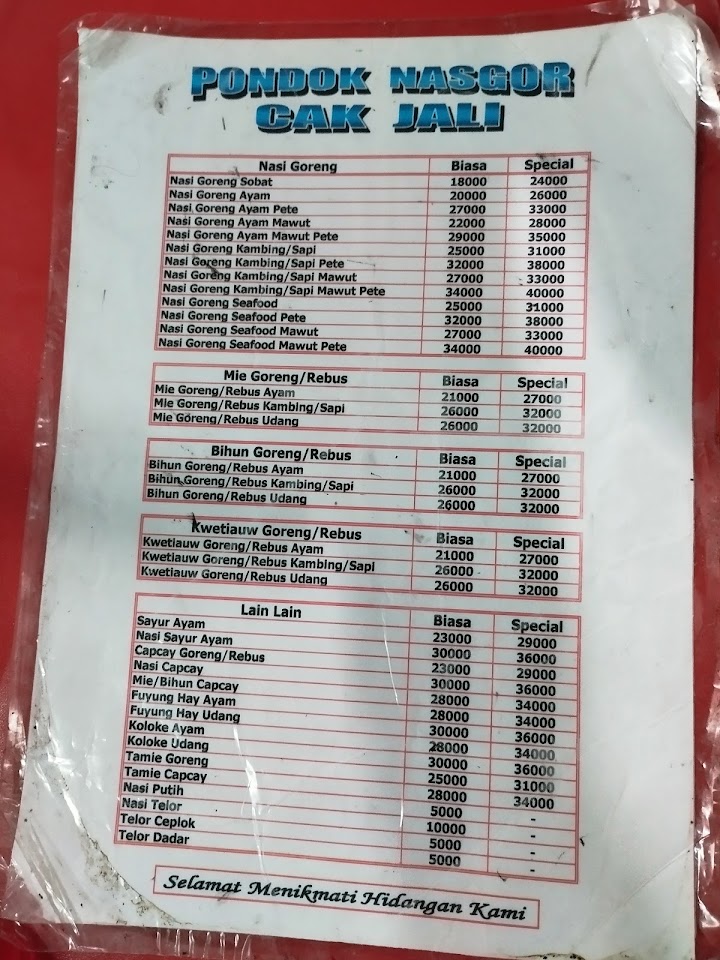 PONDOK NASGOR
CAK JALI
Nasi Goreng Biasa Special
Nasi Goreng Sobat 18000 24000
Nasi Goreng Ayam 20000 26000
Nasi Goreng Ayam Pete 27000 33000
Nasi Goreng Ayam Mawut 22000 28000
Nasi Goreng Ayam Mawut Pete 29000 35000
Nasi Goreng Kambing/Sapi 25000 31000
Nasi Goreng Kambing/Sapi Pete 32000 38000
Nasi Goreng Kambing/Sapi Mawut 27000 33000
Nasi Goreng Kambing/Sapi Mawut Pete 34000 40000
Nasi Goreng Seafood 25000 31000
Nasi Goreng Seafood Pete 32000 38000
Nasi Goreng Seafood Mawut 27000 33000
Nasi Goreng Seafood Mawut Pete 34000 40000
Mie Goreng/Rebus Biasa Special
Mie Goreng/Rebus Ayam 21000 27000
Mie Goreng/Rebus Kambing/Sapi 26000 32000
Mie Goreng/Rebus Udang 26000 32000
Bihun Goreng/Rebus Biasa Special
Bihun Goreng/Rebus Ayam 21000 27000
Bihun Goreng/Rebus Kambing/Sapi 26000 32000
Bihun Goreng/Rebus Udang 26000 32000
Kwetiauw Goreng/Rebus Biasa Special
Kwetiauw Goreng/Rebus Ayam 21000 27000
Kwetiauw Goreng/Rebus Kambing/Sapi 26000 32000
Kwetiauw Goreng/Rebus Udang 26000 32000
Lain Lain Biasa Special
Sayur Ayam 23000 29000
Nasi Sayur Ayam 30000 36000
Capcay Goreng/Rebus 23000 29000
Nasi Capcay 30000 36000
Mie/Bihun Capcay 28000 34000
Fuyung Hay Ayam 28000 34000
Fuyung Hay Udang 30000 36000
Koloke Ayam 28000 34000
Koloke Udang 30000 36000
Tamie Goreng 25000 31000
Tamie Capcay 28000 34000
Nasi Putih 5000 -
Nasi Telor 10000 -
Telor Ceplok 5000 -
Telor Dadar 5000 -
Selamat Menikmati Hidangan Kami